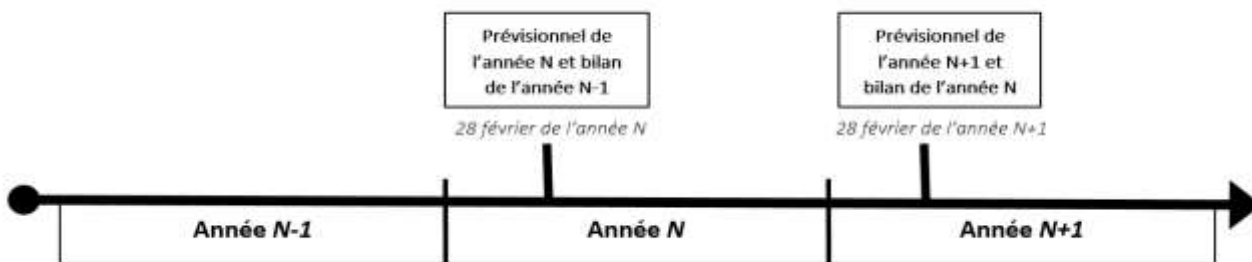 Prévisionnel de
l'année N et bilan
de l'année N-1
28 février de l'année N
Prévisionnel de
l'année N+1 et
bilan de l'année N
28 février de l'année N+1
Année N-1
Année N
Année N+1